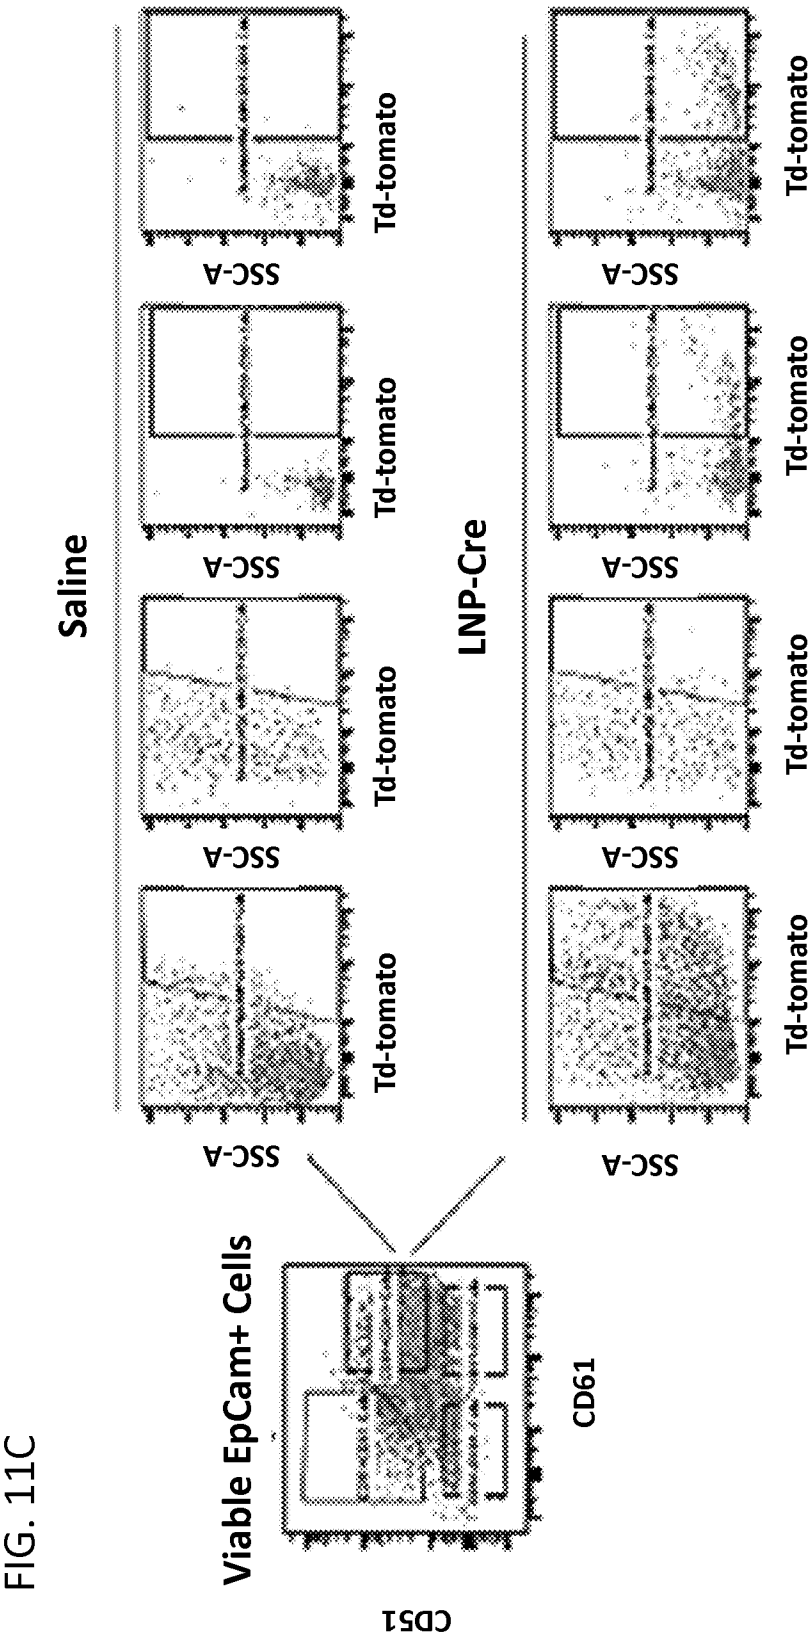 FIG. 11C
Viable EpCam+ Cells
CD51
CD61
Saline
SSC-A
Td-tomato
SSC-A
Td-tomato
SSC-A
Td-tomato
SSC-A
Td-tomato
LNP-Cre
SSC-A
Td-tomato
SSC-A
Td-tomato
SSC-A
Td-tomato
SSC-A
Td-tomato